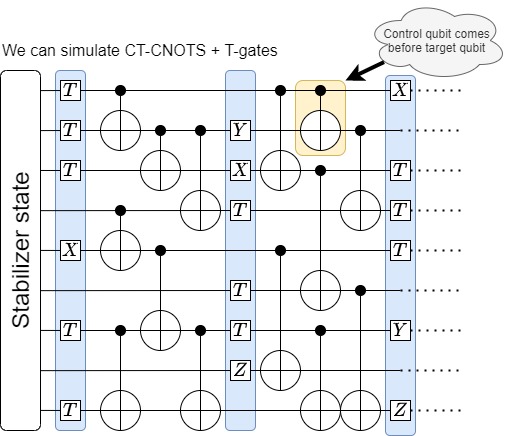 Control qubit comes
before target qubit
We can simulate CT-CNOTS + T-gates
Stabilizer state
T X
T Y
T X T
T T
X T
T
T T Y
Z
T Z